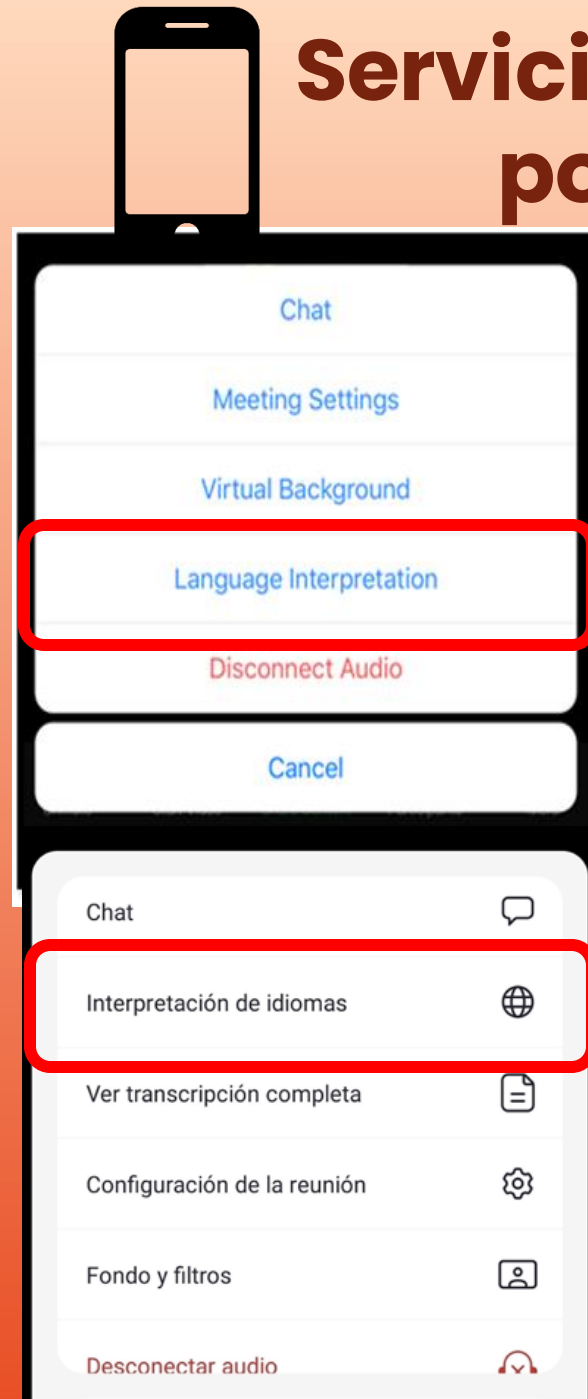 Servici
po
Chat
Meeting Settings
Virtual Background
Language Interpretation
Disconnect Audio
Cancel
Chat
Interpretación de idiomas
Ver transcripción completa
Configuración de la reunión
Fondo y filtros
Desconectar audio